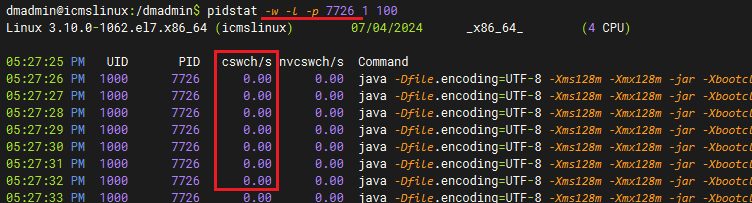 dmadmin@icmslinux:/dmadmin$ pidstat -w -l -p 7726 1 100
Linux 3.10.0-1062.el7.x86_64 (icmslinux) 07/04/2024 _x86_64_ (4 CPU)
05:27:25 PM UID PID cswch/s nvcswch/s Command
05:27:26 PM 1000 7726 0.00 0.00 java -Dfile.encoding=UTF-8 -Xms128m -Xmx128m -jar -Xbootcl
05:27:27 PM 1000 7726 0.00 0.00 java -Dfile.encoding=UTF-8 -Xms128m -Xmx128m -jar -Xbootcl
05:27:28 PM 1000 7726 0.00 0.00 java -Dfile.encoding=UTF-8 -Xms128m -Xmx128m -jar -Xbootcl
05:27:29 PM 1000 7726 0.00 0.00 java -Dfile.encoding=UTF-8 -Xms128m -Xmx128m -jar -Xbootcl
05:27:30 PM 1000 7726 0.00 0.00 java -Dfile.encoding=UTF-8 -Xms128m -Xmx128m -jar -Xbootcl
05:27:31 PM 1000 7726 0.00 0.00 java -Dfile.encoding=UTF-8 -Xms128m -Xmx128m -jar -Xbootcl
05:27:32 PM 1000 7726 0.00 0.00 java -Dfile.encoding=UTF-8 -Xms128m -Xmx128m -jar -Xbootcl
05:27:33 PM 1000 7726 0.00 0.00 java -Dfile.encoding=UTF-8 -Xms128m -Xmx128m -jar -Xbootcl